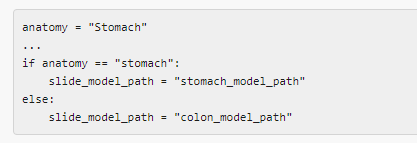 anatomy = "Stomach"
...
if anatomy == "stomach":
    slide_model_path = "stomach_model_path"
else:
    slide_model_path = "colon_model_path"